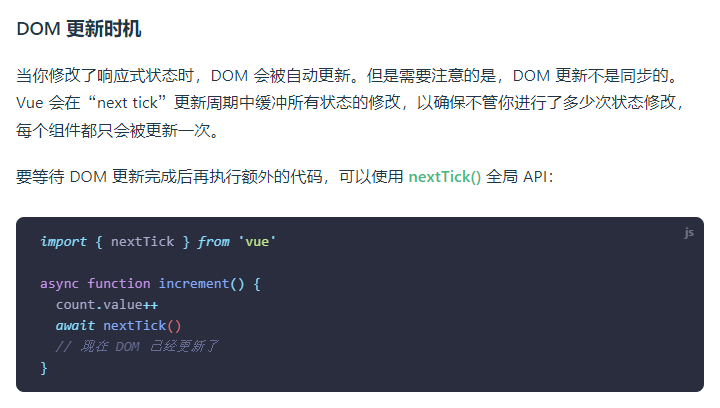 DOM 更新时机
当你修改了响应式状态时，DOM 会被自动更新。但是需要注意的是，DOM 更新不是同步的。
Vue 会在“next tick”更新周期中缓冲所有状态的修改，以确保不管你进行了多少次状态修改，
每个组件都只会被更新一次。
要等待 DOM 更新完成后再执行额外的代码，可以使用 nextTick() 全局 API：
js
import { nextTick } from 'vue'
async function increment() {
  count.value++
  await nextTick()
  // 现在 DOM 已经更新了
}